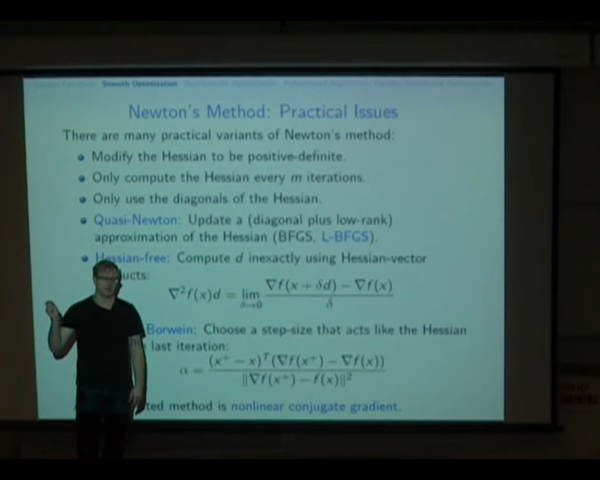 Smooth Optimization
Newton's Method: Practical Issues
There are many practical variants of Newton's method:
Modify the Hessian to be positive-definite.
Only compute the Hessian every m iterations.
Only use the diagonals of the Hessian.
Quasi-Newton: Update a (diagonal plus low-rank)
approximation of the Hessian (BFGS, L-BFGS).
Hessian-free: Compute d inexactly using Hessian-vector
ducts:
∇²f(x)d = lim δ→0 (∇f(x + δd) − ∇f(x)) / δ
Borwein: Choose a step-size that acts like the Hessian
last iteration:
α = (x⁺ − x)ᵀ(∇f(x⁺) − ∇f(x)) / ‖∇f(x⁺) − f(x)‖²
ted method is nonlinear conjugate gradient.